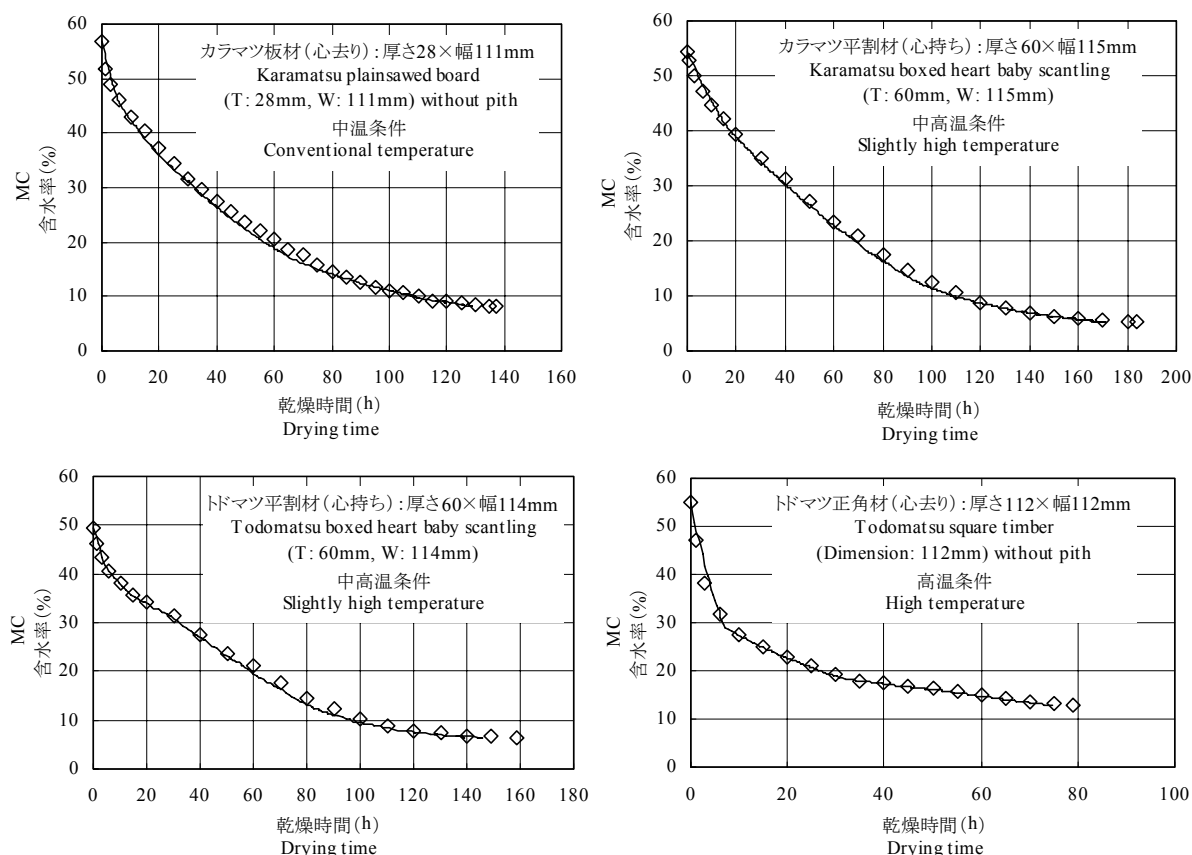 60
50
40
30
20
10
0
MC
含水率(%)
カラマツ板材(心去り):厚さ28×幅111mm
Karamatsu plainsawed board
(T: 28mm, W: 111mm) without pith
中温条件
Conventional temperature
0 20 40 60 80 100 120 140 160
乾燥時間(h)
Drying time
60
50
40
30
20
10
0
MC
含水率(%)
カラマツ平割材(心持ち):厚さ60×幅115mm
Karamatsu boxed heart baby scantling
(T: 60mm, W: 115mm)
中高温条件
Slightly high temperature
0 20 40 60 80 100 120 140 160 180 200
乾燥時間(h)
Drying time
60
50
40
30
20
10
0
MC
含水率(%)
トドマツ平割材(心持ち):厚さ60×幅114mm
Todomatsu boxed heart baby scantling
(T: 60mm, W: 114mm)
中高温条件
Slightly high temperature
0 20 40 60 80 100 120 140 160 180
乾燥時間(h)
Drying time
60
50
40
30
20
10
0
MC
含水率(%)
トドマツ正角材(心去り):厚さ112×幅112mm
Todomatsu square timber
(Dimension: 112mm) without pith
高温条件
High temperature
0 20 40 60 80 100
乾燥時間(h)
Drying time